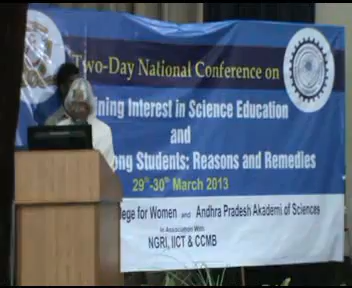 Two-Day National Conference on
ning Interest in Science Education
and
ong Students: Reasons and Remedies
29th-30th March 2013
ege for Women and Andhra Pradesh Akademi of Sciences
In Association With
NGRI, IICT & CCMB